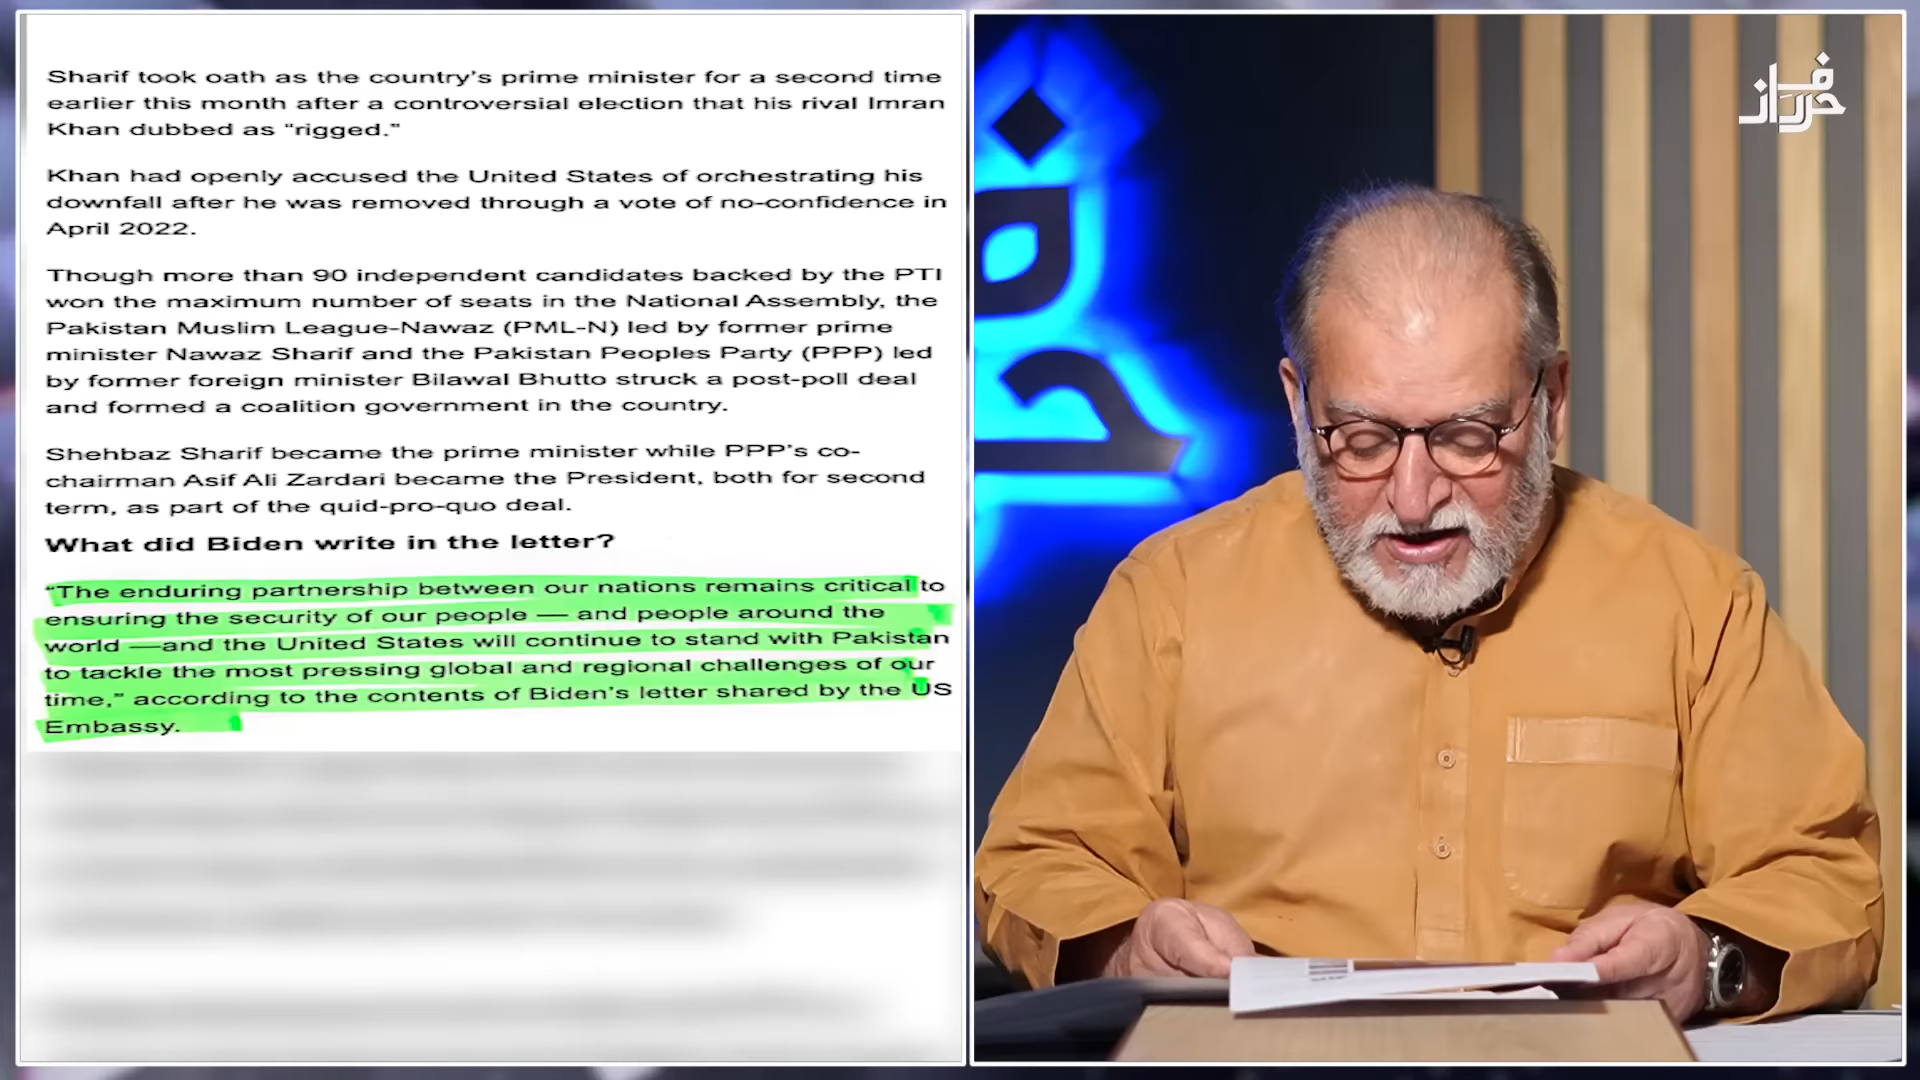 Sharif took oath as the country's prime minister for a second time
earlier this month after a controversial election that his rival Imran
Khan dubbed as “rigged.”
Khan had openly accused the United States of orchestrating his
downfall after he was removed through a vote of no-confidence in
April 2022.
Though more than 90 independent candidates backed by the PTI
won the maximum number of seats in the National Assembly, the
Pakistan Muslim League-Nawaz (PML-N) led by former prime
minister Nawaz Sharif and the Pakistan Peoples Party (PPP) led
by former foreign minister Bilawal Bhutto struck a post-poll deal
and formed a coalition government in the country.
Shehbaz Sharif became the prime minister while PPP's co-
chairman Asif Ali Zardari became the President, both for second
term, as part of the quid-pro-quo deal.
What did Biden write in the letter?
“The enduring partnership between our nations remains critical to
ensuring the security of our people — and people around the
world —and the United States will continue to stand with Pakistan
to tackle the most pressing global and regional challenges of our
time,” according to the contents of Biden's letter shared by the US
Embassy.
حرف راز